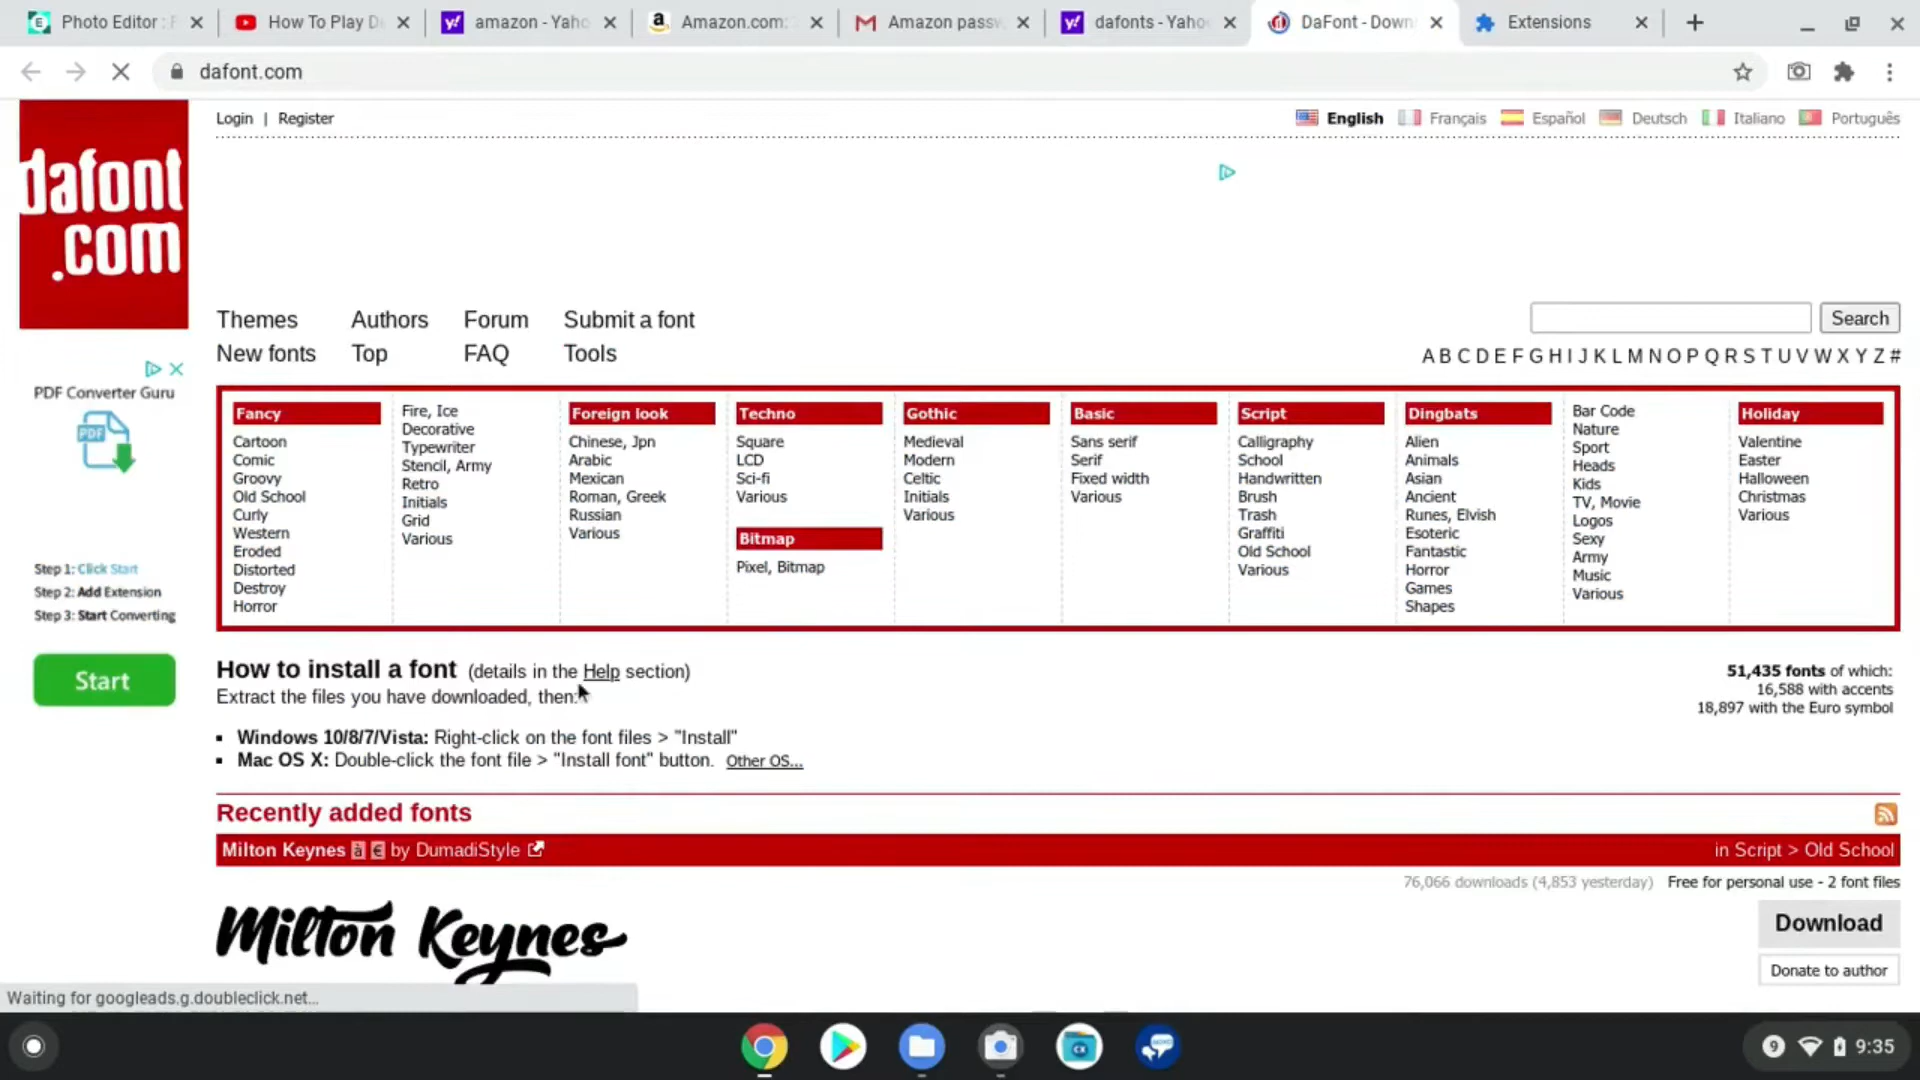 Photo Editor : F
How To Play D
amazon - Yaho
Amazon.com:
Amazon passw
dafonts - Yaho
DaFont - Down
Extensions
dafont.com
dafont
.com
Login | Register
English Français Español Deutsch Italiano Português
Themes Authors Forum Submit a font
New fonts Top FAQ Tools
Search
A B C D E F G H I J K L M N O P Q R S T U V W X Y Z #
PDF Converter Guru
PDF
Step 1: Click Start
Step 2: Add Extension
Step 3: Start Converting
Start
Fancy
Cartoon
Comic
Groovy
Old School
Curly
Western
Eroded
Distorted
Destroy
Horror
Fire, Ice
Decorative
Typewriter
Stencil, Army
Retro
Initials
Grid
Various
Foreign look
Chinese, Jpn
Arabic
Mexican
Roman, Greek
Russian
Various
Techno
Square
LCD
Sci-fi
Various
Bitmap
Pixel, Bitmap
Gothic
Medieval
Modern
Celtic
Initials
Various
Basic
Sans serif
Serif
Fixed width
Various
Script
Calligraphy
School
Handwritten
Brush
Trash
Graffiti
Old School
Various
Dingbats
Alien
Animals
Asian
Ancient
Runes, Elvish
Esoteric
Fantastic
Horror
Games
Shapes
Bar Code
Nature
Sport
Heads
Kids
TV, Movie
Logos
Sexy
Army
Music
Various
Holiday
Valentine
Easter
Halloween
Christmas
Various
How to install a font (details in the Help section)
Extract the files you have downloaded, then:
51,435 fonts of which:
16,588 with accents
18,897 with the Euro symbol
▪ Windows 10/8/7/Vista: Right-click on the font files > "Install"
▪ Mac OS X: Double-click the font file > "Install font" button. Other OS...
Recently added fonts
Milton Keynes à € by DumadiStyle
in Script > Old School
76,066 downloads (4,853 yesterday) Free for personal use - 2 font files
Milton Keynes
Download
Donate to author
Waiting for googleads.g.doubleclick.net...
9 9:35